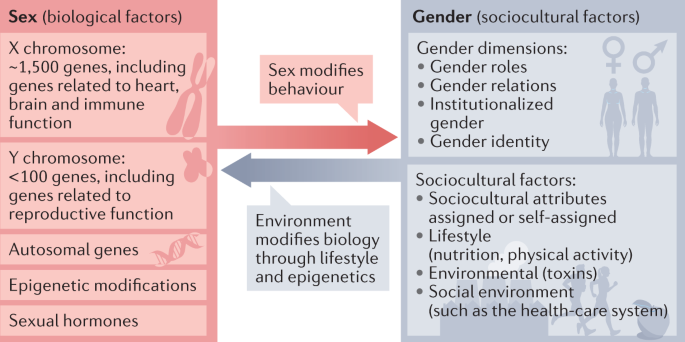 Sex (biological factors)
X chromosome:
~1,500 genes, including
genes related to heart,
brain and immune
function
Y chromosome:
<100 genes, including
genes related to
reproductive function
Autosomal genes
Epigenetic modifications
Sexual hormones
Sex modifies
behaviour
Environment
modifies biology
through lifestyle
and epigenetics
Gender (sociocultural factors)
Gender dimensions:
• Gender roles
• Gender relations
• Institutionalized
gender
• Gender identity
Sociocultural factors:
• Sociocultural attributes
assigned or self-assigned
• Lifestyle
(nutrition, physical activity)
• Environmental (toxins)
• Social environment
(such as the health-care system)